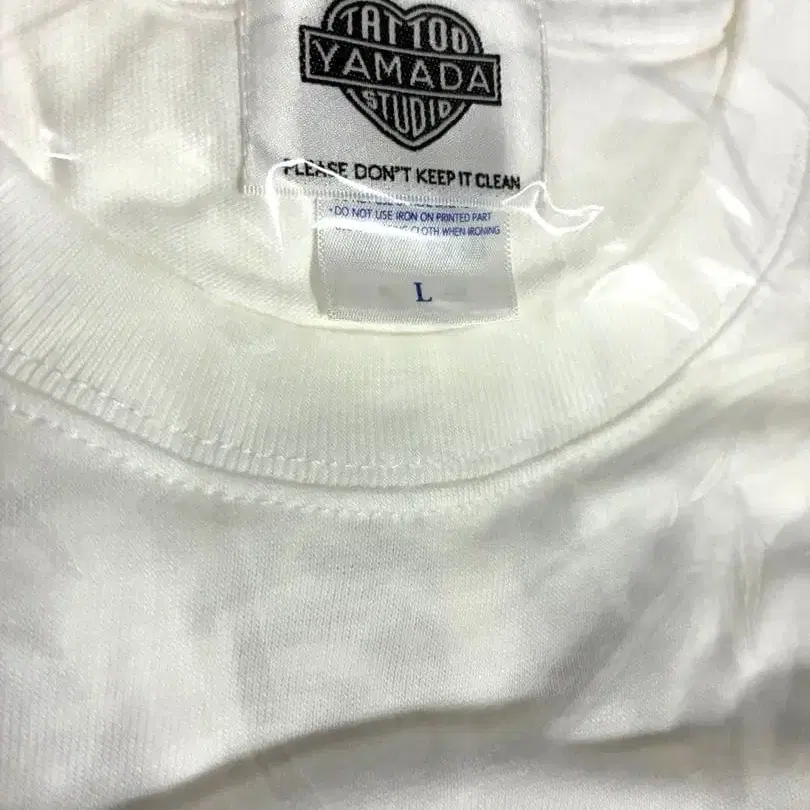 TATTOO
YAMADA
STUDIO
PLEASE DON'T KEEP IT CLEAN
• DO NOT USE IRON ON PRINTED PART
CLOTH WHEN IRONING
L